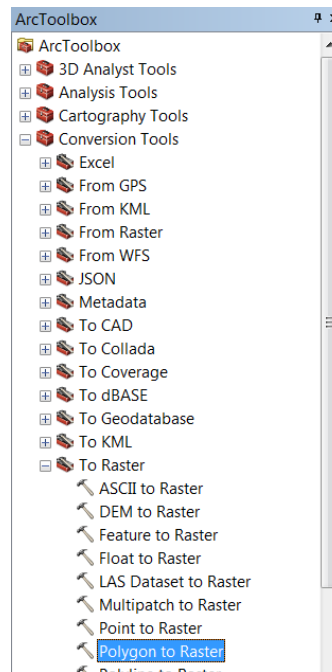 ArcToolbox
ArcToolbox
3D Analyst Tools
Analysis Tools
Cartography Tools
Conversion Tools
Excel
From GPS
From KML
From Raster
From WFS
JSON
Metadata
To CAD
To Collada
To Coverage
To dBASE
To Geodatabase
To KML
To Raster
ASCII to Raster
DEM to Raster
Feature to Raster
Float to Raster
LAS Dataset to Raster
Multipatch to Raster
Point to Raster
Polygon to Raster